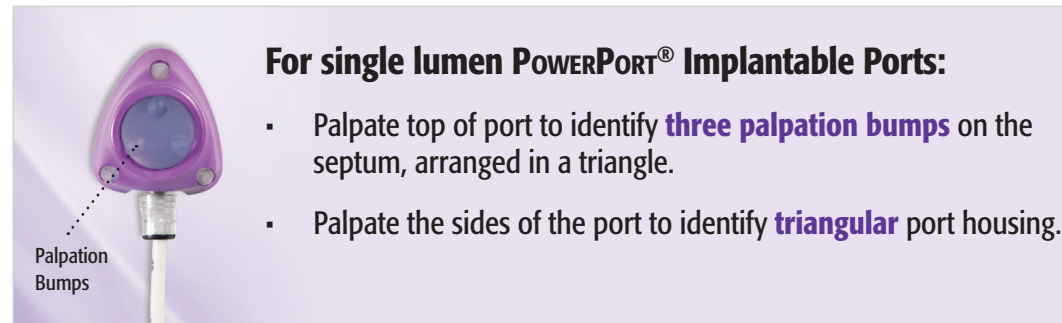 For single lumen PowerPort® Implantable Ports:
▪ Palpate top of port to identify three palpation bumps on the
septum, arranged in a triangle.
▪ Palpate the sides of the port to identify triangular port housing.
Palpation
Bumps